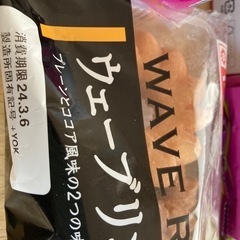 WAVE R
ウェーブリン
プレーンとココア風味の2つの
消費期限 24.3.6
製造所固有記号 +YOK